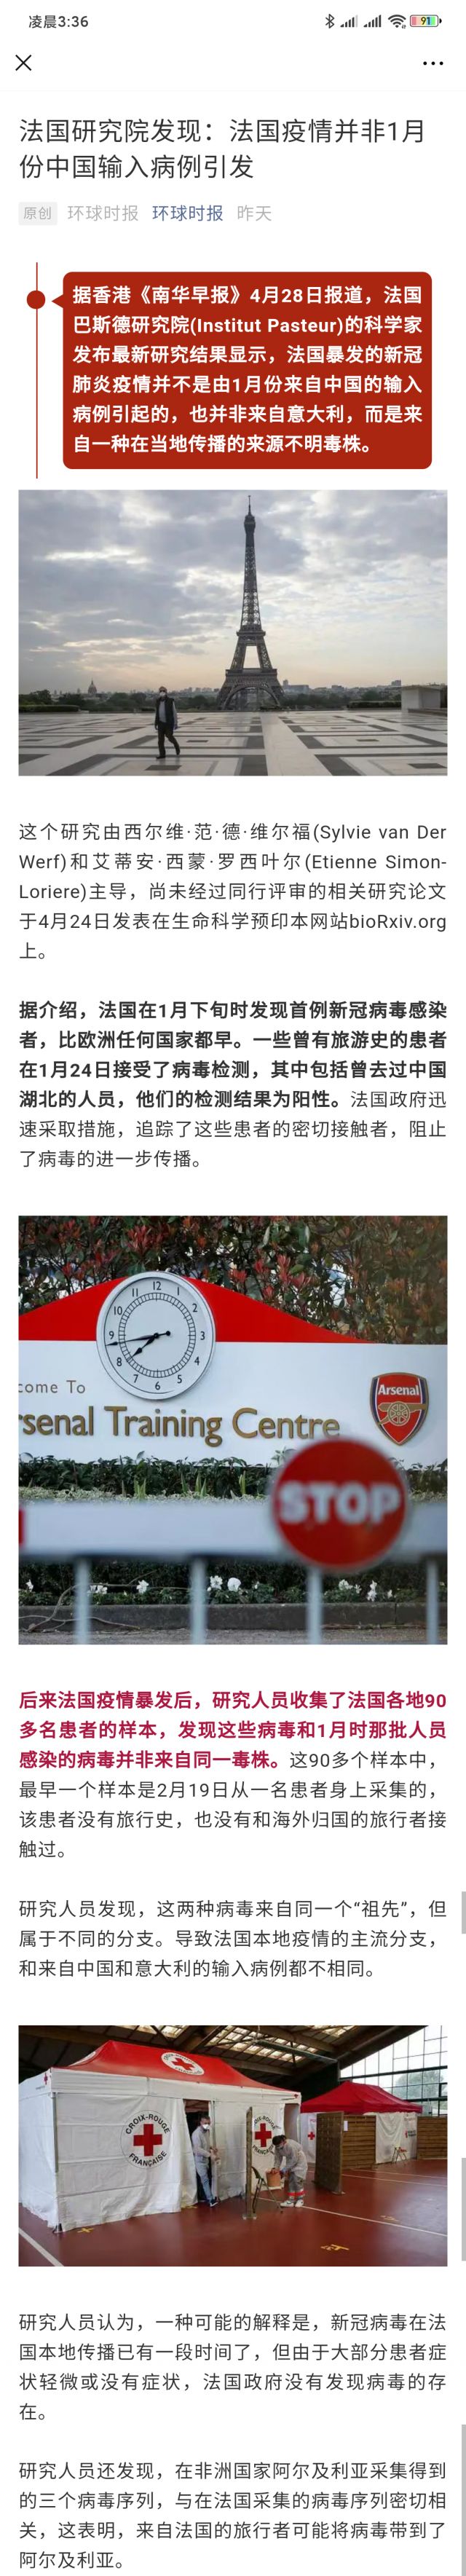 凌晨3:36
91
法国研究院发现：法国疫情并非1月
份中国输入病例引发
原创 环球时报 环球时报 昨天
据香港《南华早报》4月28日报道，法国
巴斯德研究院(Institut Pasteur)的科学家
发布最新研究结果显示，法国暴发的新冠
肺炎疫情并不是由1月份来自中国的输入
病例引起的，也并非来自意大利，而是来
自一种在当地传播的来源不明毒株。
这个研究由西尔维·范·德·维尔福(Sylvie van Der
Werf)和艾蒂安·西蒙·罗西叶尔(Etienne Simon-
Loriere)主导，尚未经过同行评审的相关研究论文
于4月24日发表在生命科学预印本网站bioRxiv.org
上。
据介绍，法国在1月下旬时发现首例新冠病毒感染
者，比欧洲任何国家都早。一些曾有旅游史的患者
在1月24日接受了病毒检测，其中包括曾去过中国
湖北的人员，他们的检测结果为阳性。法国政府迅
速采取措施，追踪了这些患者的密切接触者，阻止
了病毒的进一步传播。
12
11 1
10 2
9 3
8 4
7 5
6
come To
senal Training Centre
Arsenal
STOP
后来法国疫情暴发后，研究人员收集了法国各地90
多名患者的样本，发现这些病毒和1月时那批人员
感染的病毒并非来自同一毒株。这90多个样本中，
最早一个样本是2月19日从一名患者身上采集的，
该患者没有旅行史，也没有和海外归国的旅行者接
触过。
研究人员发现，这两种病毒来自同一个“祖先”，但
属于不同的分支。导致法国本地疫情的主流分支，
和来自中国和意大利的输入病例都不相同。
CROIX-ROUGE
FRANÇAISE
研究人员认为，一种可能的解释是，新冠病毒在法
国本地传播已有一段时间了，但由于大部分患者症
状轻微或没有症状，法国政府没有发现病毒的存
在。
研究人员还发现，在非洲国家阿尔及利亚采集得到
的三个病毒序列，与在法国采集的病毒序列密切相
关，这表明，来自法国的旅行者可能将病毒带到了
阿尔及利亚。